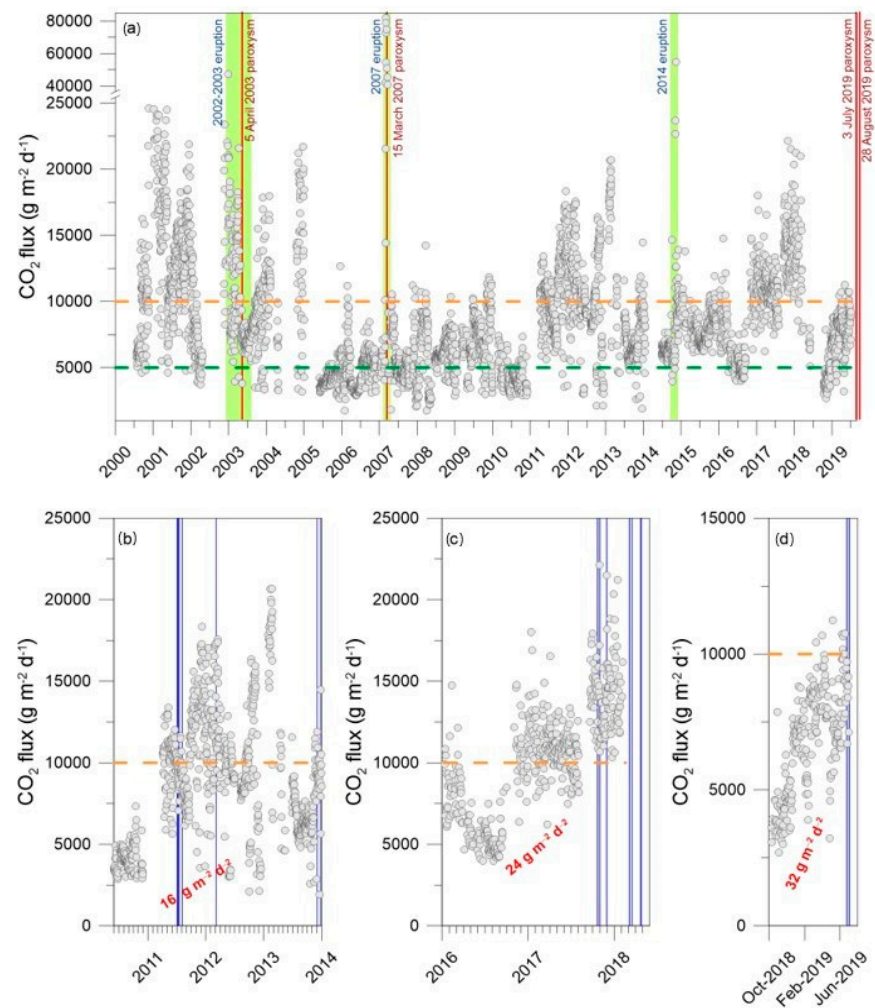 (a)
80000
60000
40000
25000
20000
15000
10000
5000
CO₂ flux (g m⁻² d⁻¹)
2002-2003 eruption
5 April 2003 paroxysm
2007 eruption
15 March 2007 paroxysm
2014 eruption
3 July 2019 paroxysm
28 August 2019 paroxysm
2000
2001
2002
2003
2004
2005
2006
2007
2008
2009
2010
2011
2012
2013
2014
2015
2016
2017
2018
2019
(b)
25000
20000
15000
10000
5000
0
CO₂ flux (g m⁻² d⁻¹)
16 g m⁻² d⁻²
2011
2012
2013
2014
(c)
25000
20000
15000
10000
5000
0
CO₂ flux (g m⁻² d⁻¹)
24 g m⁻² d⁻²
2016
2017
2018
(d)
15000
10000
5000
0
CO₂ flux (g m⁻² d⁻¹)
32 g m⁻² d⁻²
Oct-2018
Feb-2019
Jun-2019